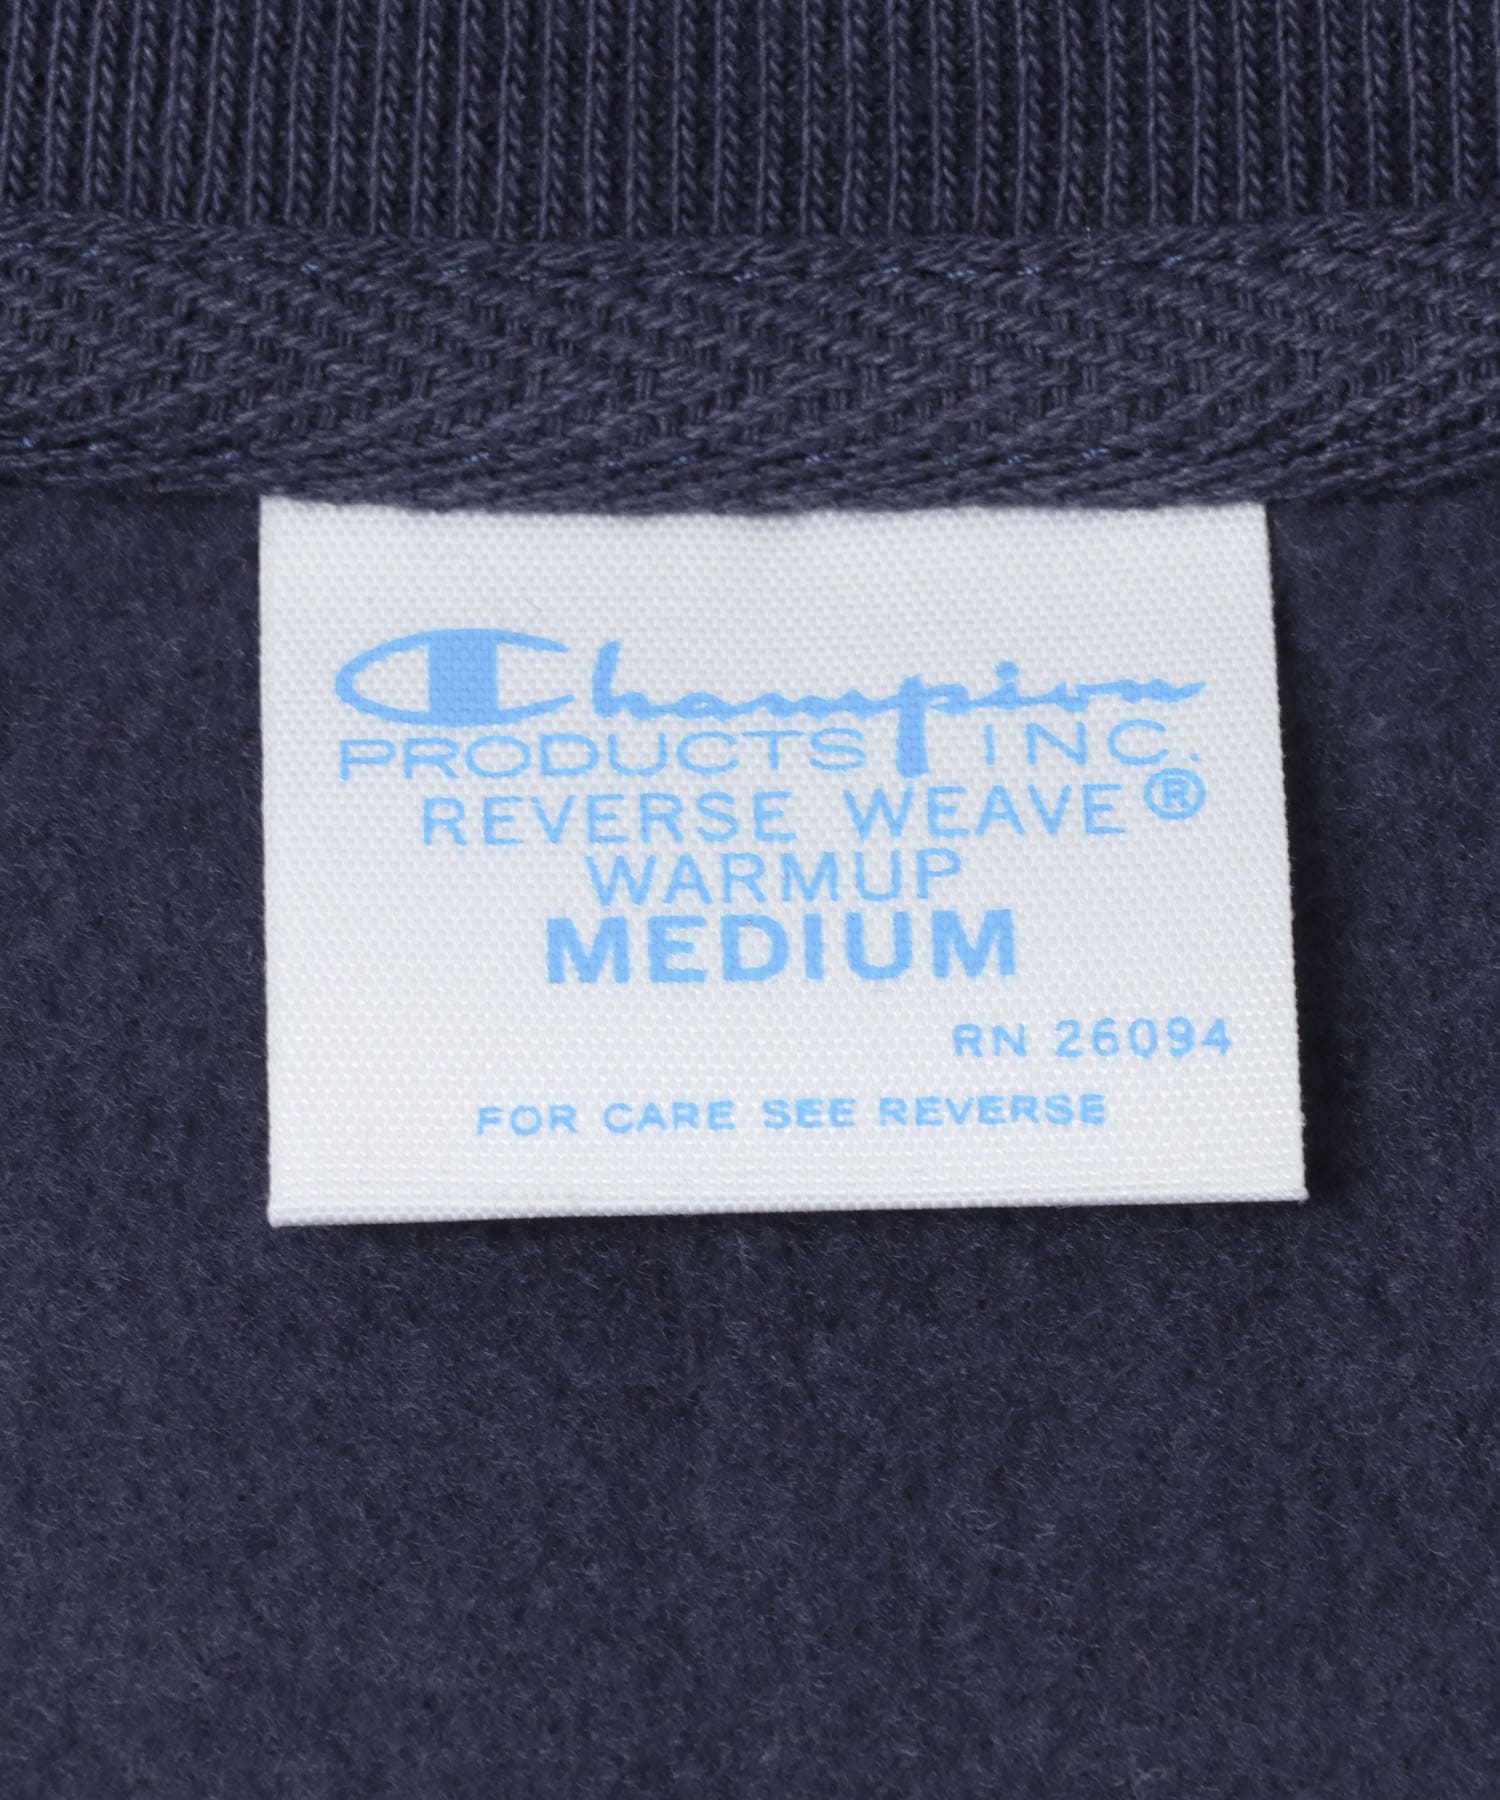 Champion
PRODUCTS INC.
REVERSE WEAVE®
WARMUP
MEDIUM
RN 26094
FOR CARE SEE REVERSE